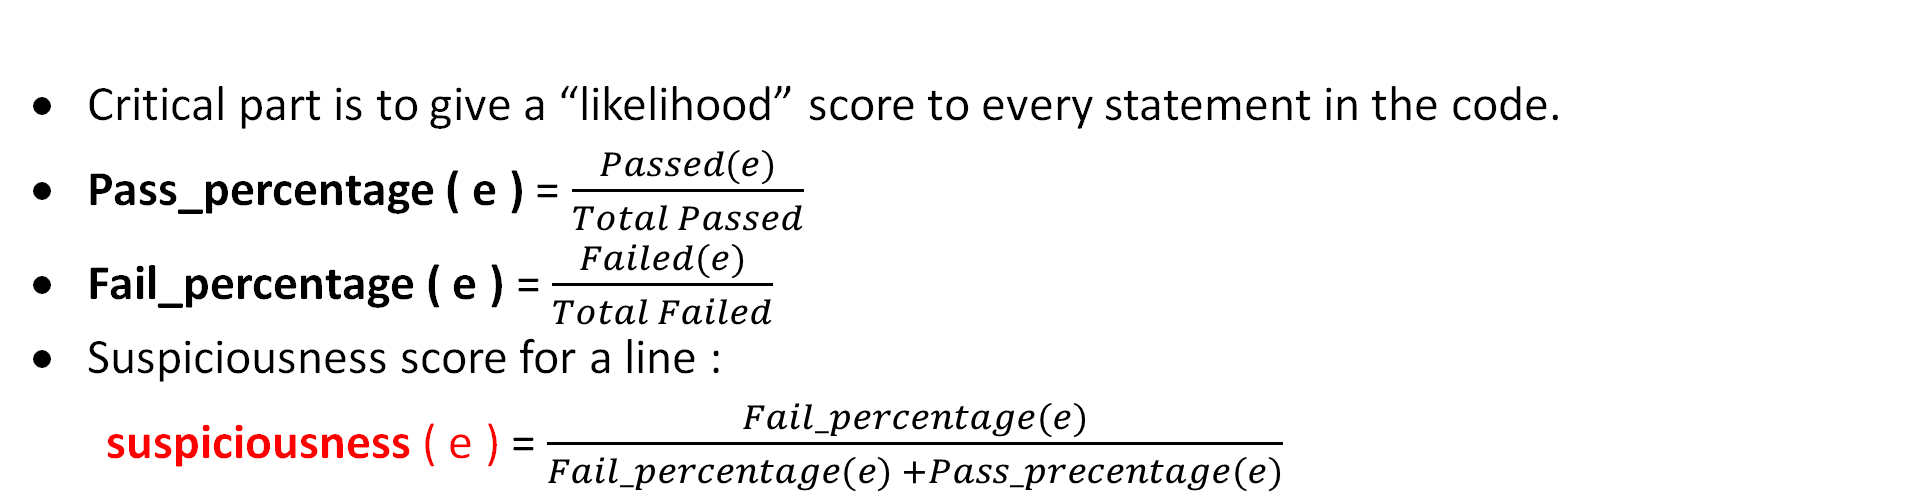 • Critical part is to give a “likelihood” score to every statement in the code.
• Pass_percentage ( e ) = Passed(e) / Total Passed
• Fail_percentage ( e ) = Failed(e) / Total Failed
• Suspiciousness score for a line :
suspiciousness ( e ) = Fail_percentage(e) / Fail_percentage(e) +Pass_precentage(e)